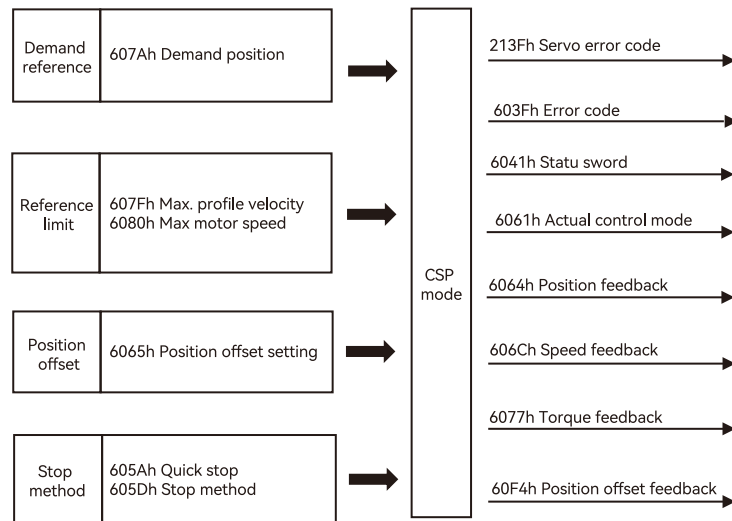 Demand
reference
607Ah Demand position
Reference
limit
607Fh Max. profile velocity
6080h Max motor speed
Position
offset
6065h Position offset setting
Stop
method
605Ah Quick stop
605Dh Stop method
CSP
mode
213Fh Servo error code
603Fh Error code
6041h Statu sword
6061h Actual control mode
6064h Position feedback
606Ch Speed feedback
6077h Torque feedback
60F4h Position offset feedback